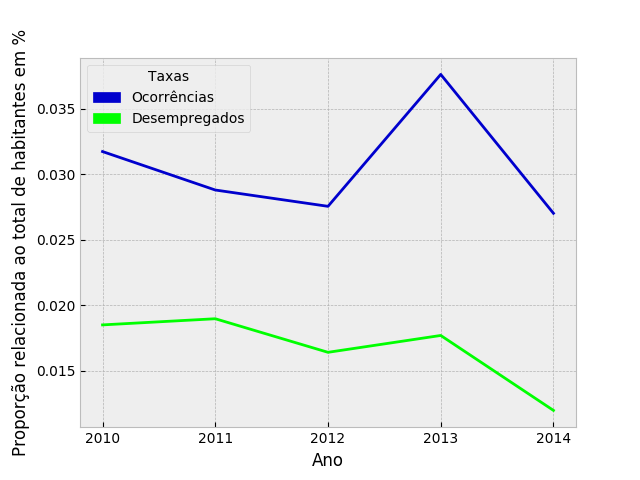 Proporção relacionada ao total de habitantes em %
Taxas
Ocorrências
Desempregados
0.035
0.030
0.025
0.020
0.015
2010 2011 2012 2013 2014
Ano